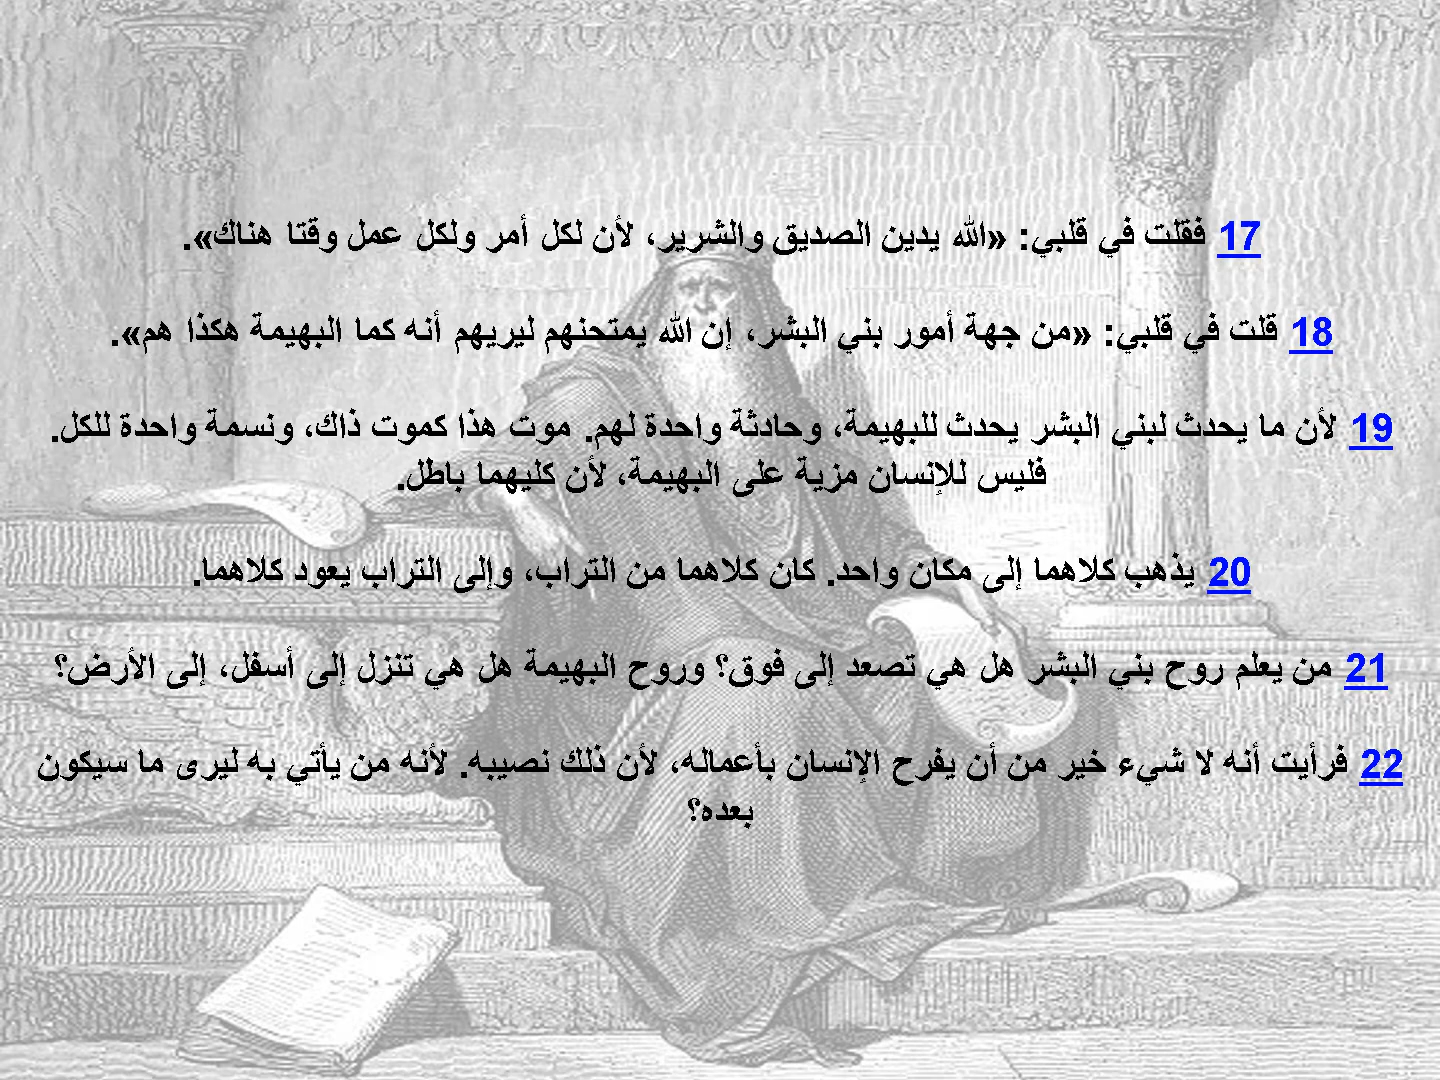 17 فقلت في قلبي: «الله يدين الصديق والشرير، لأن لكل أمر ولكل عمل وقتا هناك».
18 قلت في قلبي: «من جهة أمور بني البشر، إن الله يمتحنهم ليريهم أنه كما البهيمة هكذا هم».
19 لأن ما يحدث لبني البشر يحدث للبهيمة، وحادثة واحدة لهم. موت هذا كموت ذاك، ونسمة واحدة للكل.
فليس للإنسان مزية على البهيمة، لأن كليهما باطل.
20 يذهب كلاهما إلى مكان واحد. كان كلاهما من التراب، وإلى التراب يعود كلاهما.
21 من يعلم روح بني البشر هل هي تصعد إلى فوق؟ وروح البهيمة هل هي تنزل إلى أسفل، إلى الأرض؟
22 فرأيت أنه لا شيء خير من أن يفرح الإنسان بأعماله، لأن ذلك نصيبه. لأنه من يأتي به ليرى ما سيكون
بعده؟